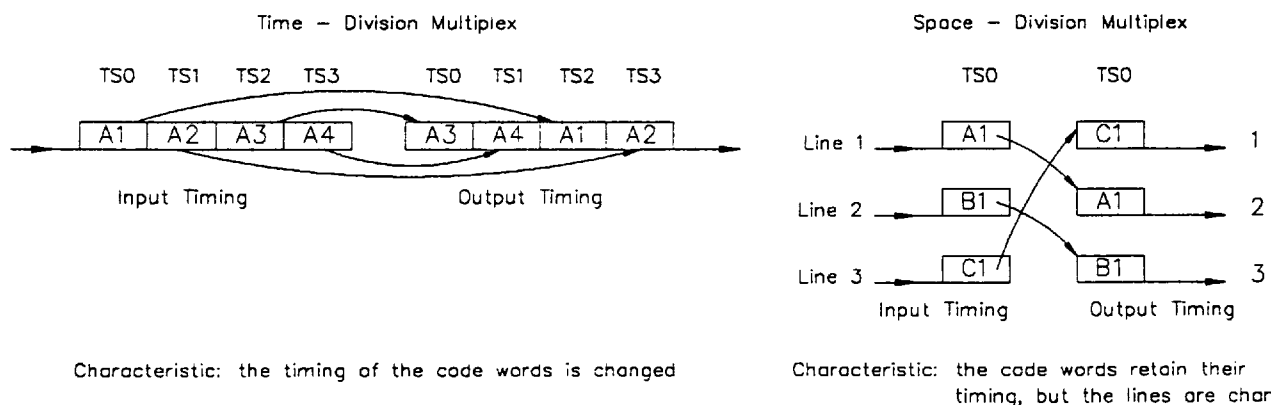 Time – Division Multiplex
TS0 TS1 TS2 TS3 TS0 TS1 TS2 TS3
A1 A2 A3 A4 A3 A4 A1 A2
Input Timing Output Timing
Characteristic: the timing of the code words is changed
Space – Division Multiplex
TS0 TS0
Line 1 A1 C1 1
Line 2 B1 A1 2
Line 3 C1 B1 3
Input Timing Output Timing
Characteristic: the code words retain their
timing, but the lines are